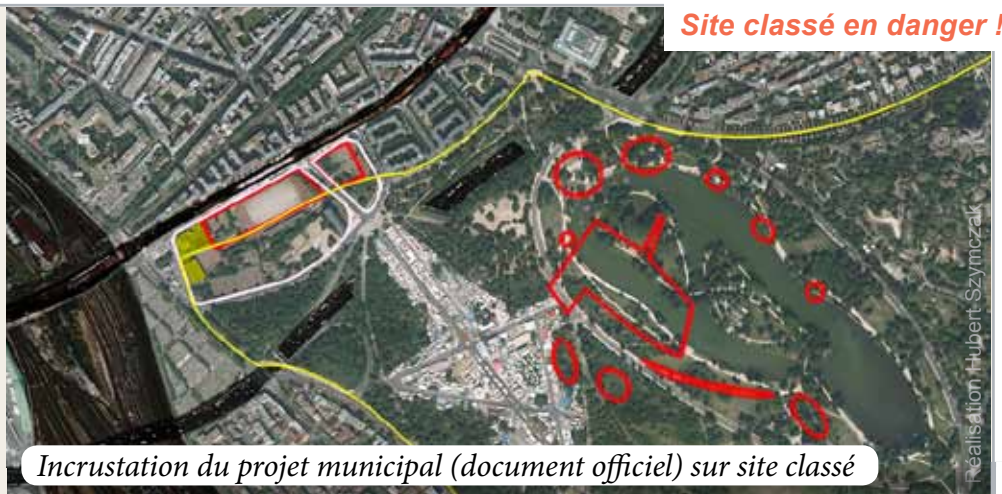 Site classé en danger !
Réalisation Hubert Szymczak
Incrustation du projet municipal (document officiel) sur site classé